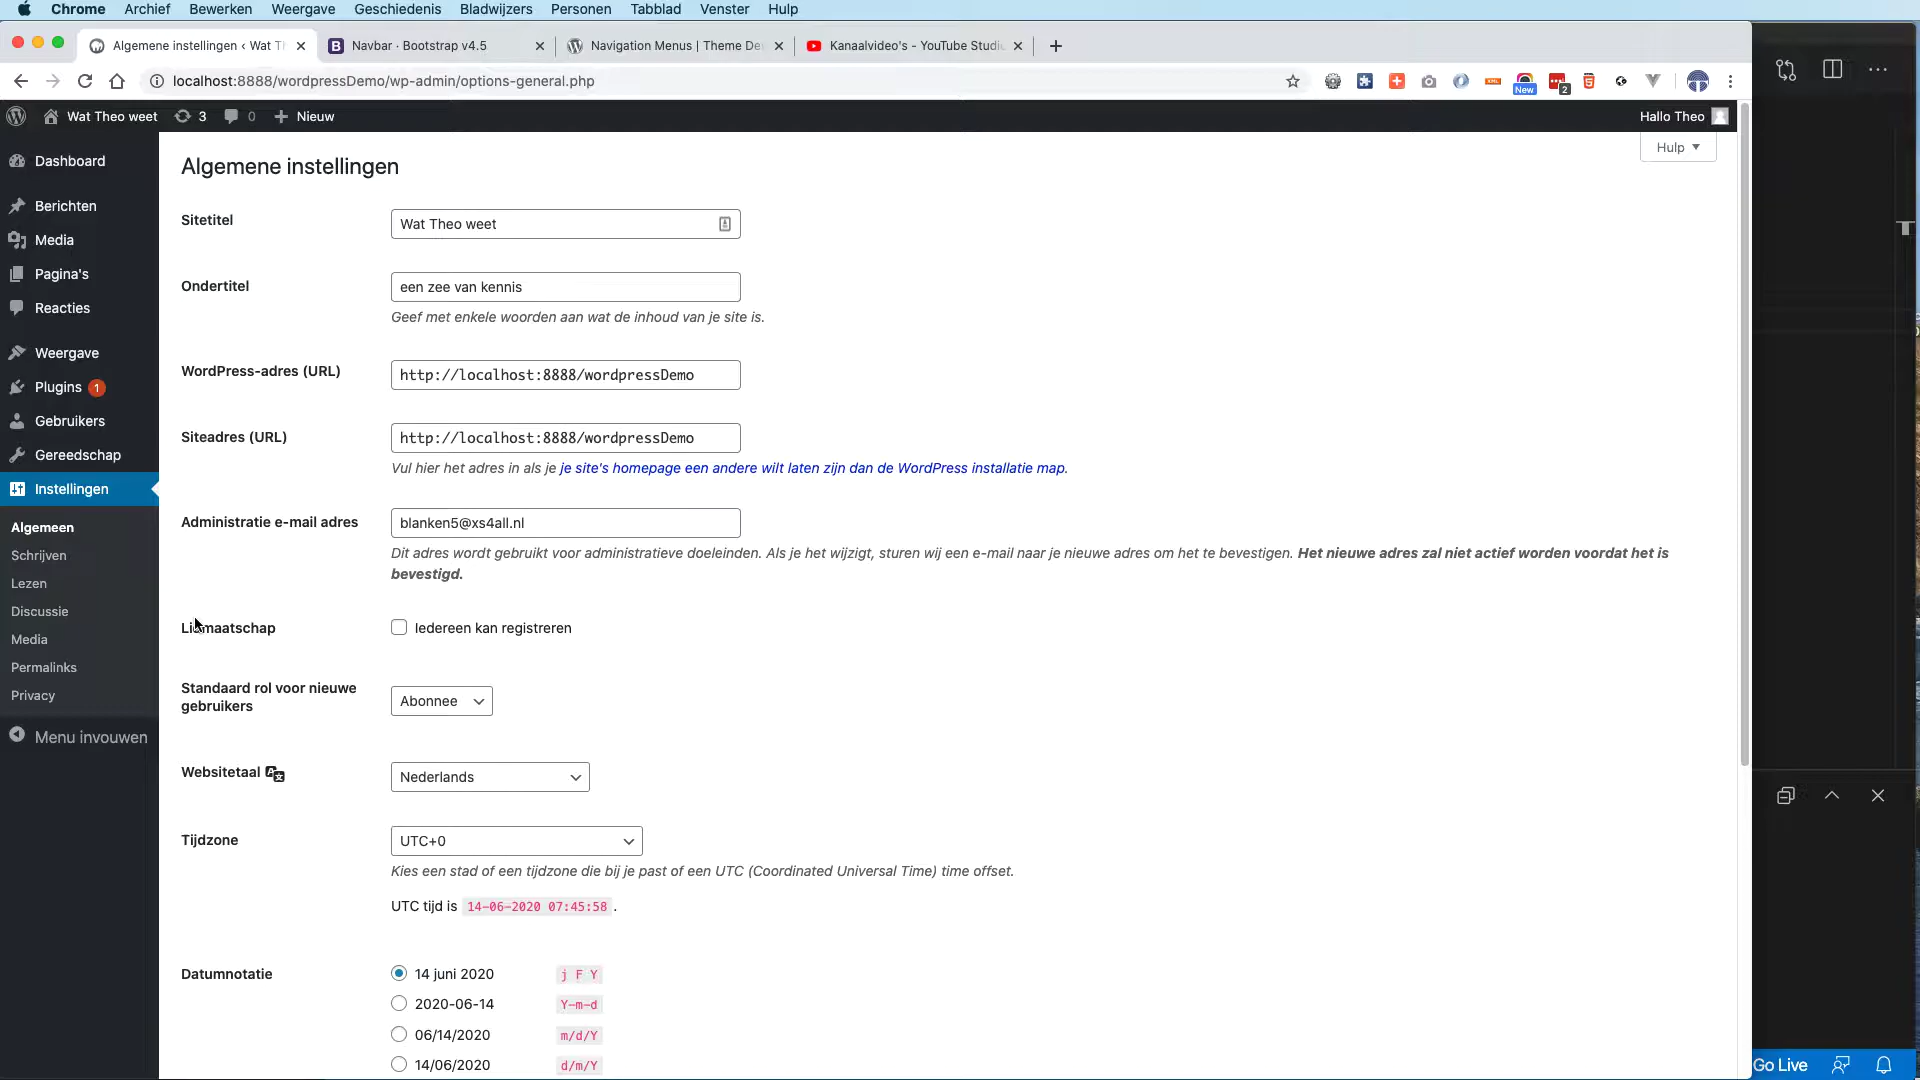 Chrome Archief Bewerken Weergave Geschiedenis Bladwijzers Personen Tabblad Venster Hulp
Algemene instellingen ‹ Wat Th
Navbar · Bootstrap v4.5
Navigation Menus | Theme De
Kanaalvideo's - YouTube Studi
localhost:8888/wordpressDemo/wp-admin/options-general.php
New
2
Wat Theo weet
3
0
Nieuw
Hallo Theo
Hulp
Dashboard
Berichten
Media
Pagina's
Reacties
Weergave
Plugins 1
Gebruikers
Gereedschap
Instellingen
Algemeen
Schrijven
Lezen
Discussie
Media
Permalinks
Privacy
Menu invouwen
Algemene instellingen
Sitetitel
Wat Theo weet
Ondertitel
een zee van kennis
Geef met enkele woorden aan wat de inhoud van je site is.
WordPress-adres (URL)
http://localhost:8888/wordpressDemo
Siteadres (URL)
http://localhost:8888/wordpressDemo
Vul hier het adres in als je je site's homepage een andere wilt laten zijn dan de WordPress installatie map.
Administratie e-mail adres
blanken5@xs4all.nl
Dit adres wordt gebruikt voor administratieve doeleinden. Als je het wijzigt, sturen wij een e-mail naar je nieuwe adres om het te bevestigen. Het nieuwe adres zal niet actief worden voordat het is
bevestigd.
Lidmaatschap
Iedereen kan registreren
Standaard rol voor nieuwe
gebruikers
Abonnee
Websitetaal
Nederlands
Tijdzone
UTC+0
Kies een stad of een tijdzone die bij je past of een UTC (Coordinated Universal Time) time offset.
UTC tijd is 14-06-2020 07:45:58 .
Datumnotatie
14 juni 2020 j F Y
2020-06-14 Y-m-d
06/14/2020 m/d/Y
14/06/2020 d/m/Y
Go Live